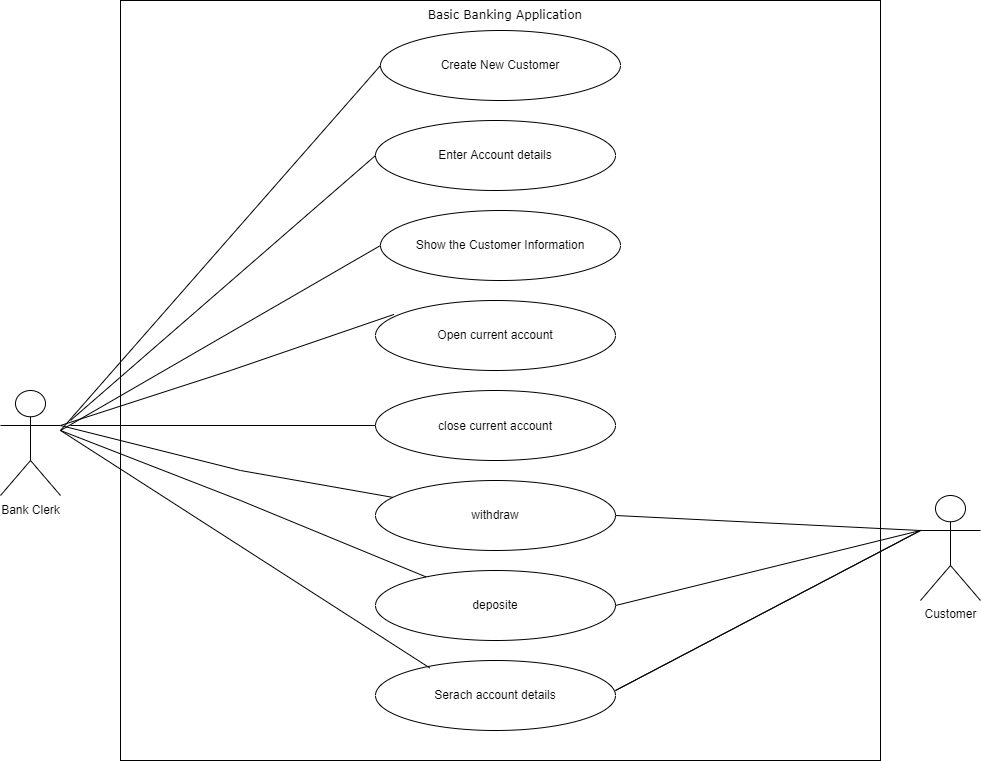 Basic Banking Application
Create New Customer
Enter Account details
Show the Customer Information
Open current account
close current account
Bank Clerk
withdraw
deposite
Customer
Serach account details